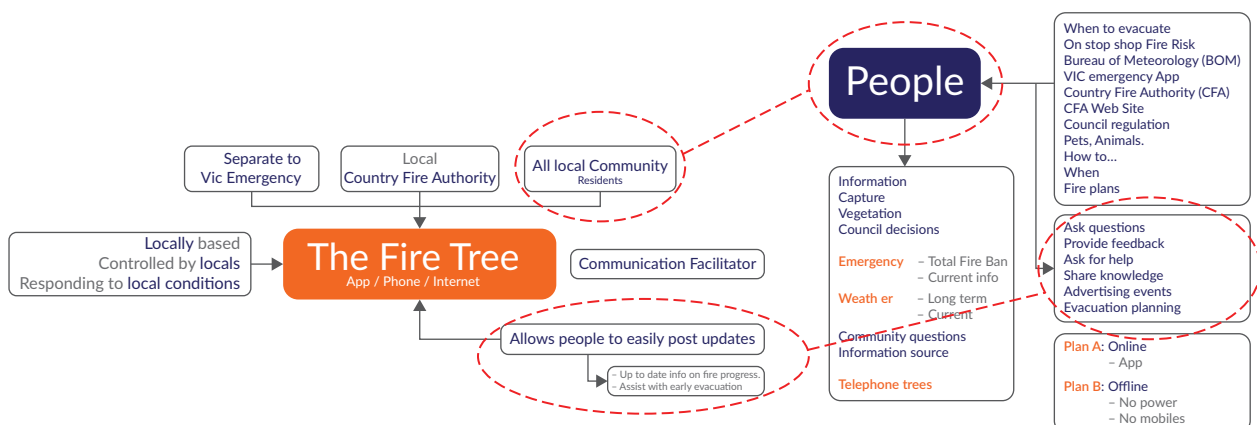 Separate to
Vic Emergency
Local
Country Fire Authority
All local Community
Residents
Locally based
Controlled by locals
Responding to local conditions
The Fire Tree
App / Phone / Internet
Communication Facilitator
Allows people to easily post updates
– Up to date info on fire progress.
– Assist with early evacuation
People
Information
Capture
Vegetation
Council decisions
Emergency – Total Fire Ban
– Current info
Weath er – Long term
– Current
Community questions
Information source
Telephone trees
When to evacuate
On stop shop Fire Risk
Bureau of Meteorology (BOM)
VIC emergency App
Country Fire Authority (CFA)
CFA Web Site
Council regulation
Pets, Animals.
How to...
When
Fire plans
Ask questions
Provide feedback
Ask for help
Share knowledge
Advertising events
Evacuation planning
Plan A: Online
– App
Plan B: Offline
– No power
– No mobiles